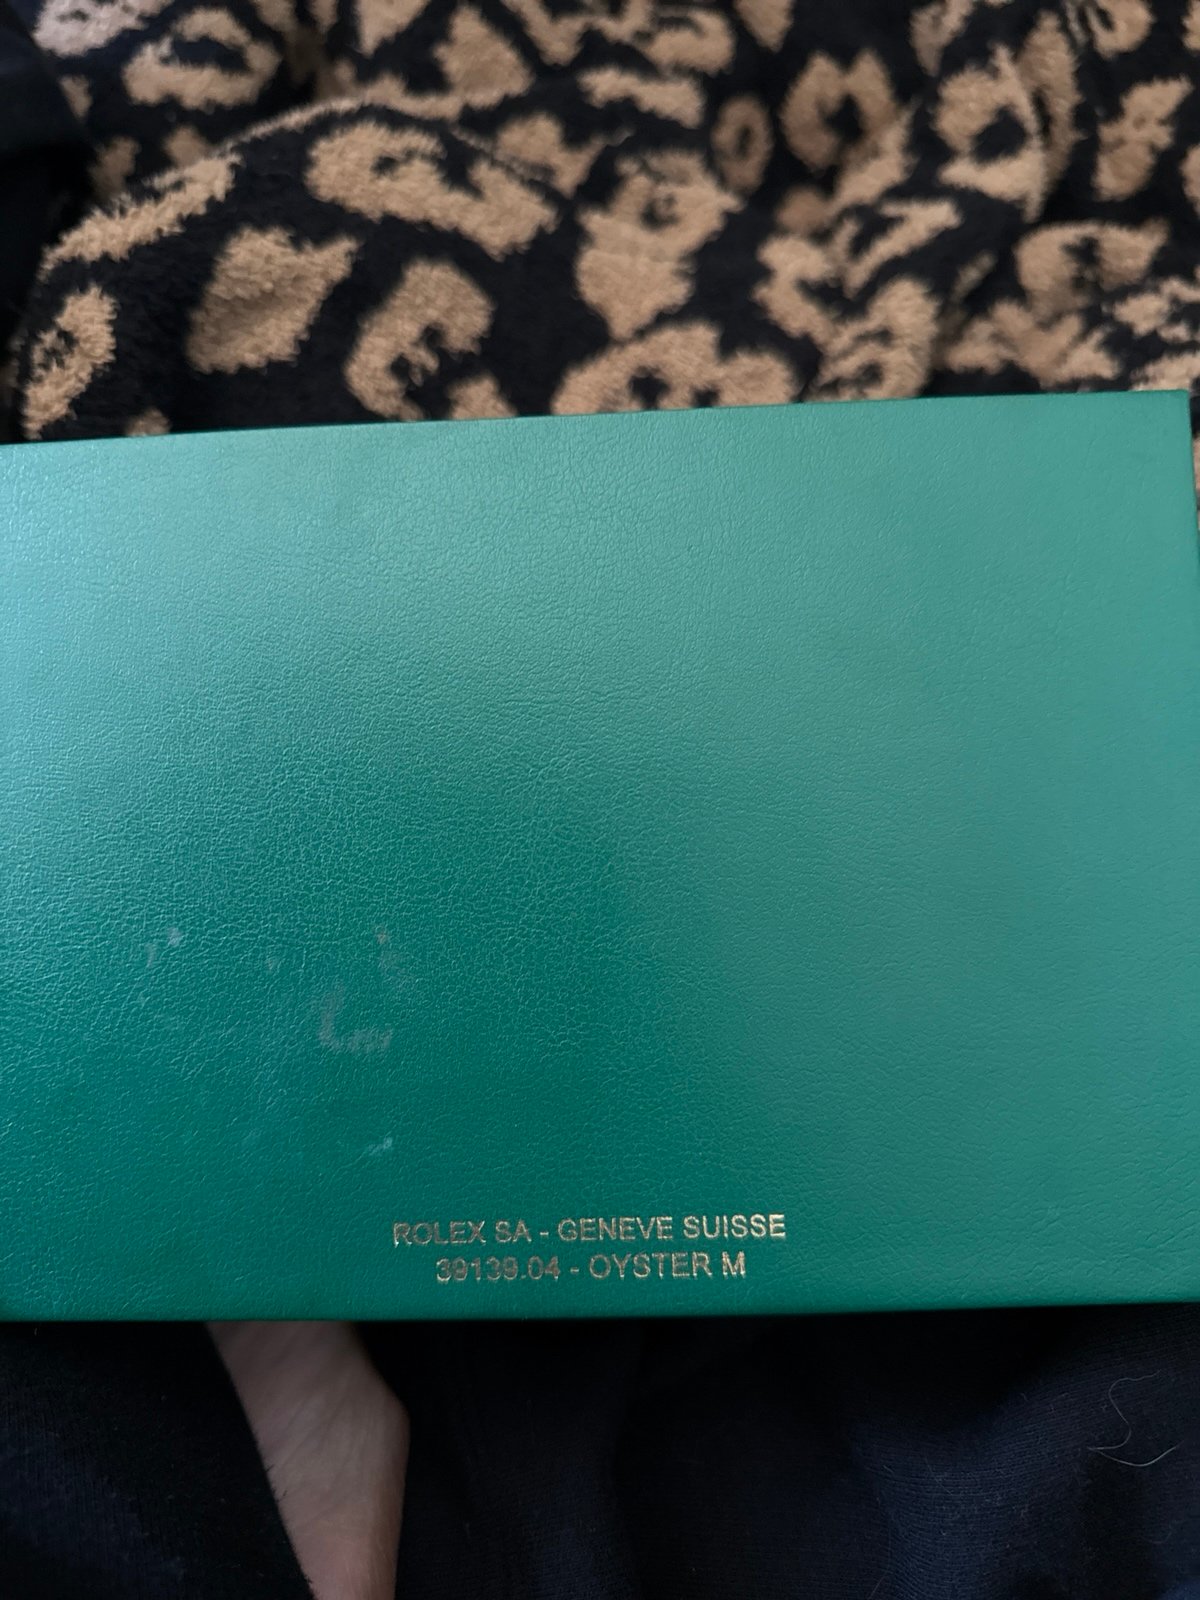 ROLEX SA - GENEVE SUISSE
39139.04 - OYSTER M